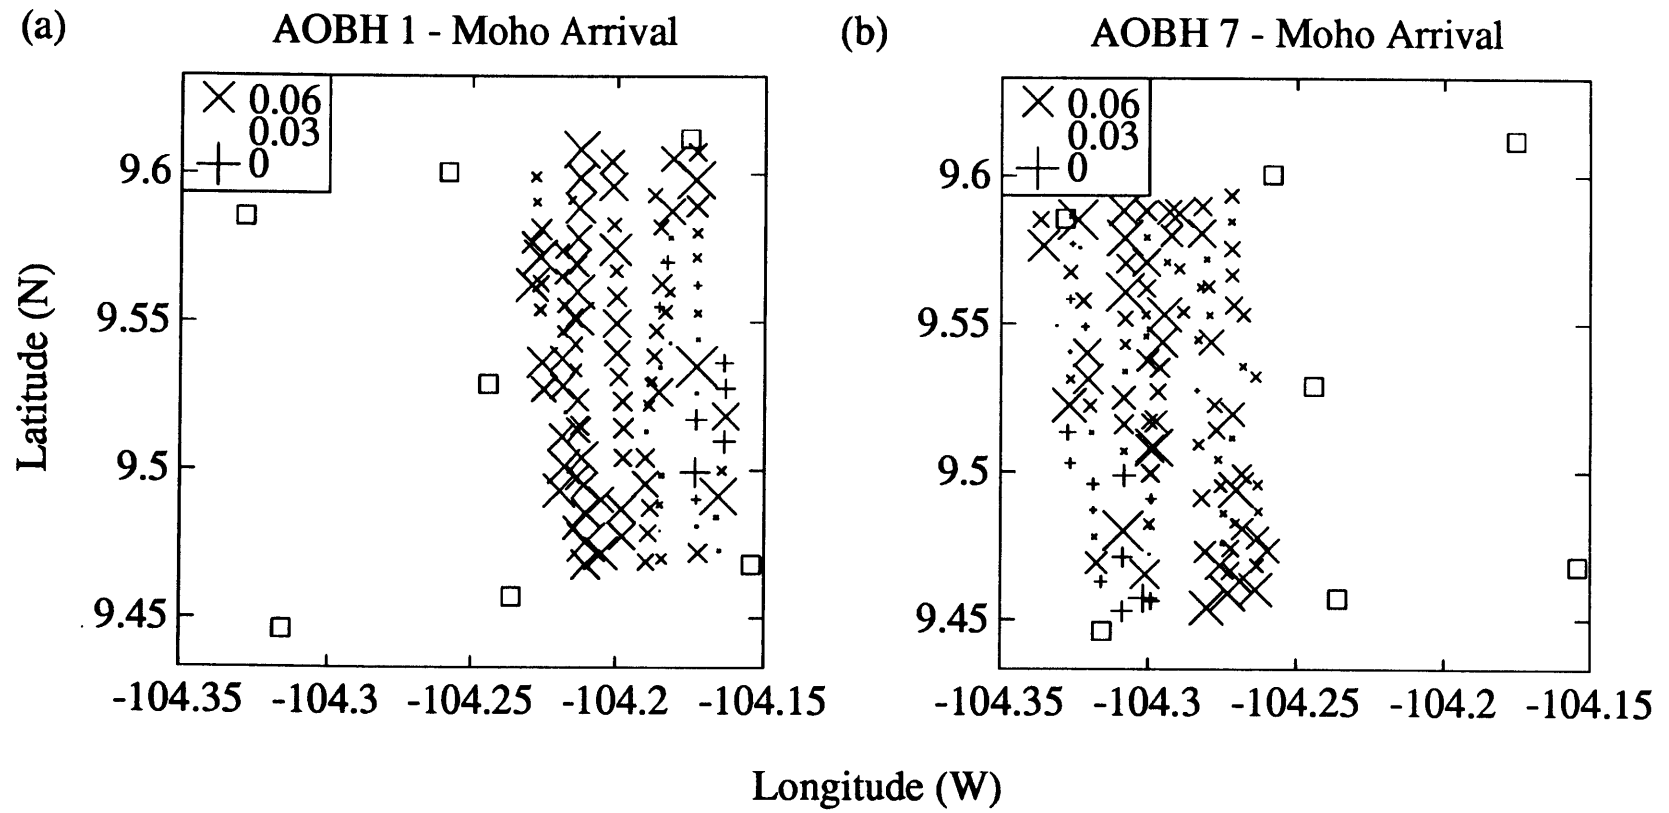 (a) AOBH 1 - Moho Arrival
0.06
0.03
0
9.6
9.55
9.5
9.45
Latitude (N)
-104.35 -104.3 -104.25 -104.2 -104.15
(b) AOBH 7 - Moho Arrival
0.06
0.03
0
9.6
9.55
9.5
9.45
-104.35 -104.3 -104.25 -104.2 -104.15
Longitude (W)